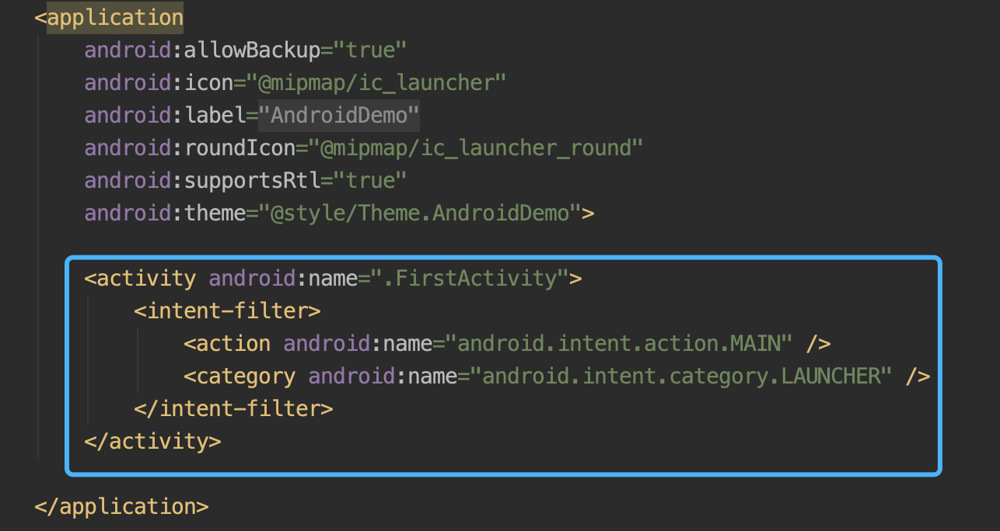 <application
android:allowBackup="true"
android:icon="@mipmap/ic_launcher"
android:label="AndroidDemo"
android:roundIcon="@mipmap/ic_launcher_round"
android:supportsRtl="true"
android:theme="@style/Theme.AndroidDemo">
<activity android:name=".FirstActivity">
<intent-filter>
<action android:name="android.intent.action.MAIN" />
<category android:name="android.intent.category.LAUNCHER" />
</intent-filter>
</activity>
</application>